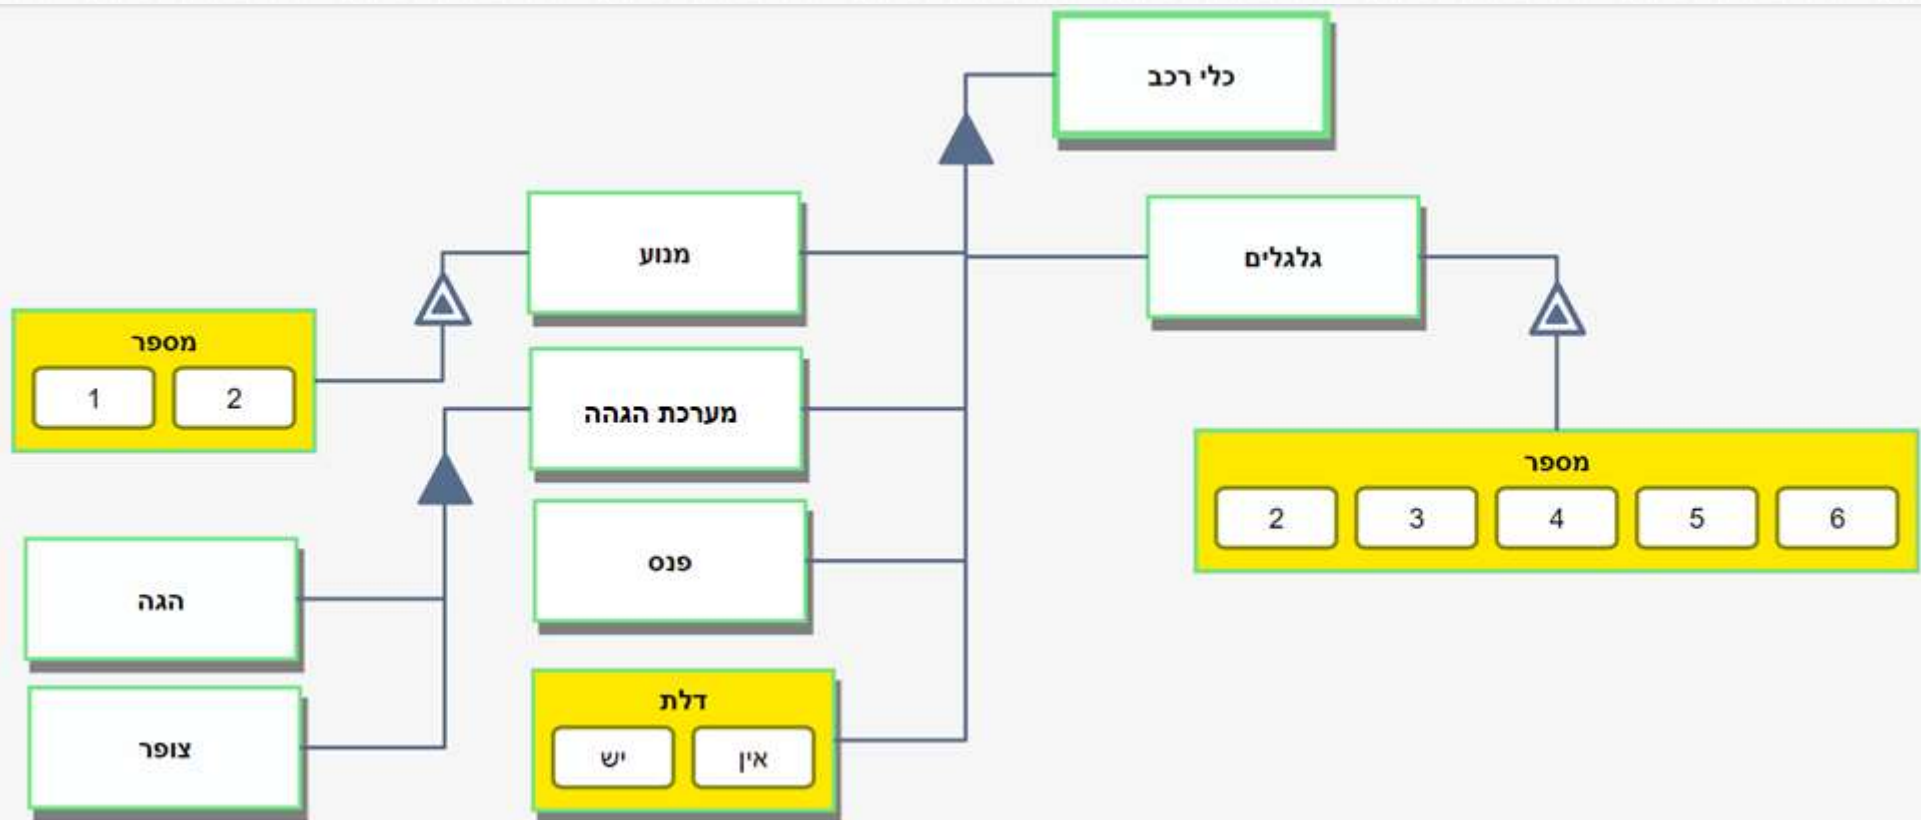 כלי רכב
גלגלים
מספר
2 3 4 5 6
מנוע
מספר
1 2
מערכת הגהה
הגה
צופר
פנס
דלת
אין יש